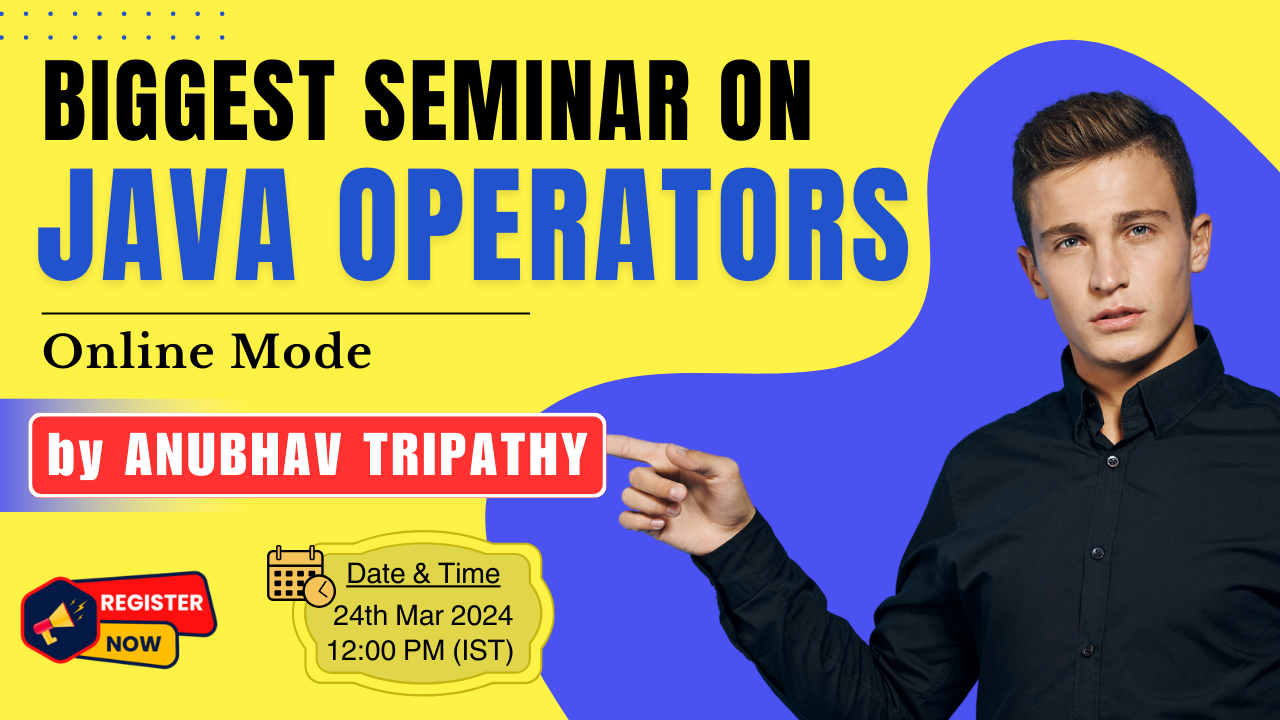 BIGGEST SEMINAR ON
JAVA OPERATORS
Online Mode
by ANUBHAV TRIPATHY
REGISTER
NOW
Date & Time
24th Mar 2024
12:00 PM (IST)